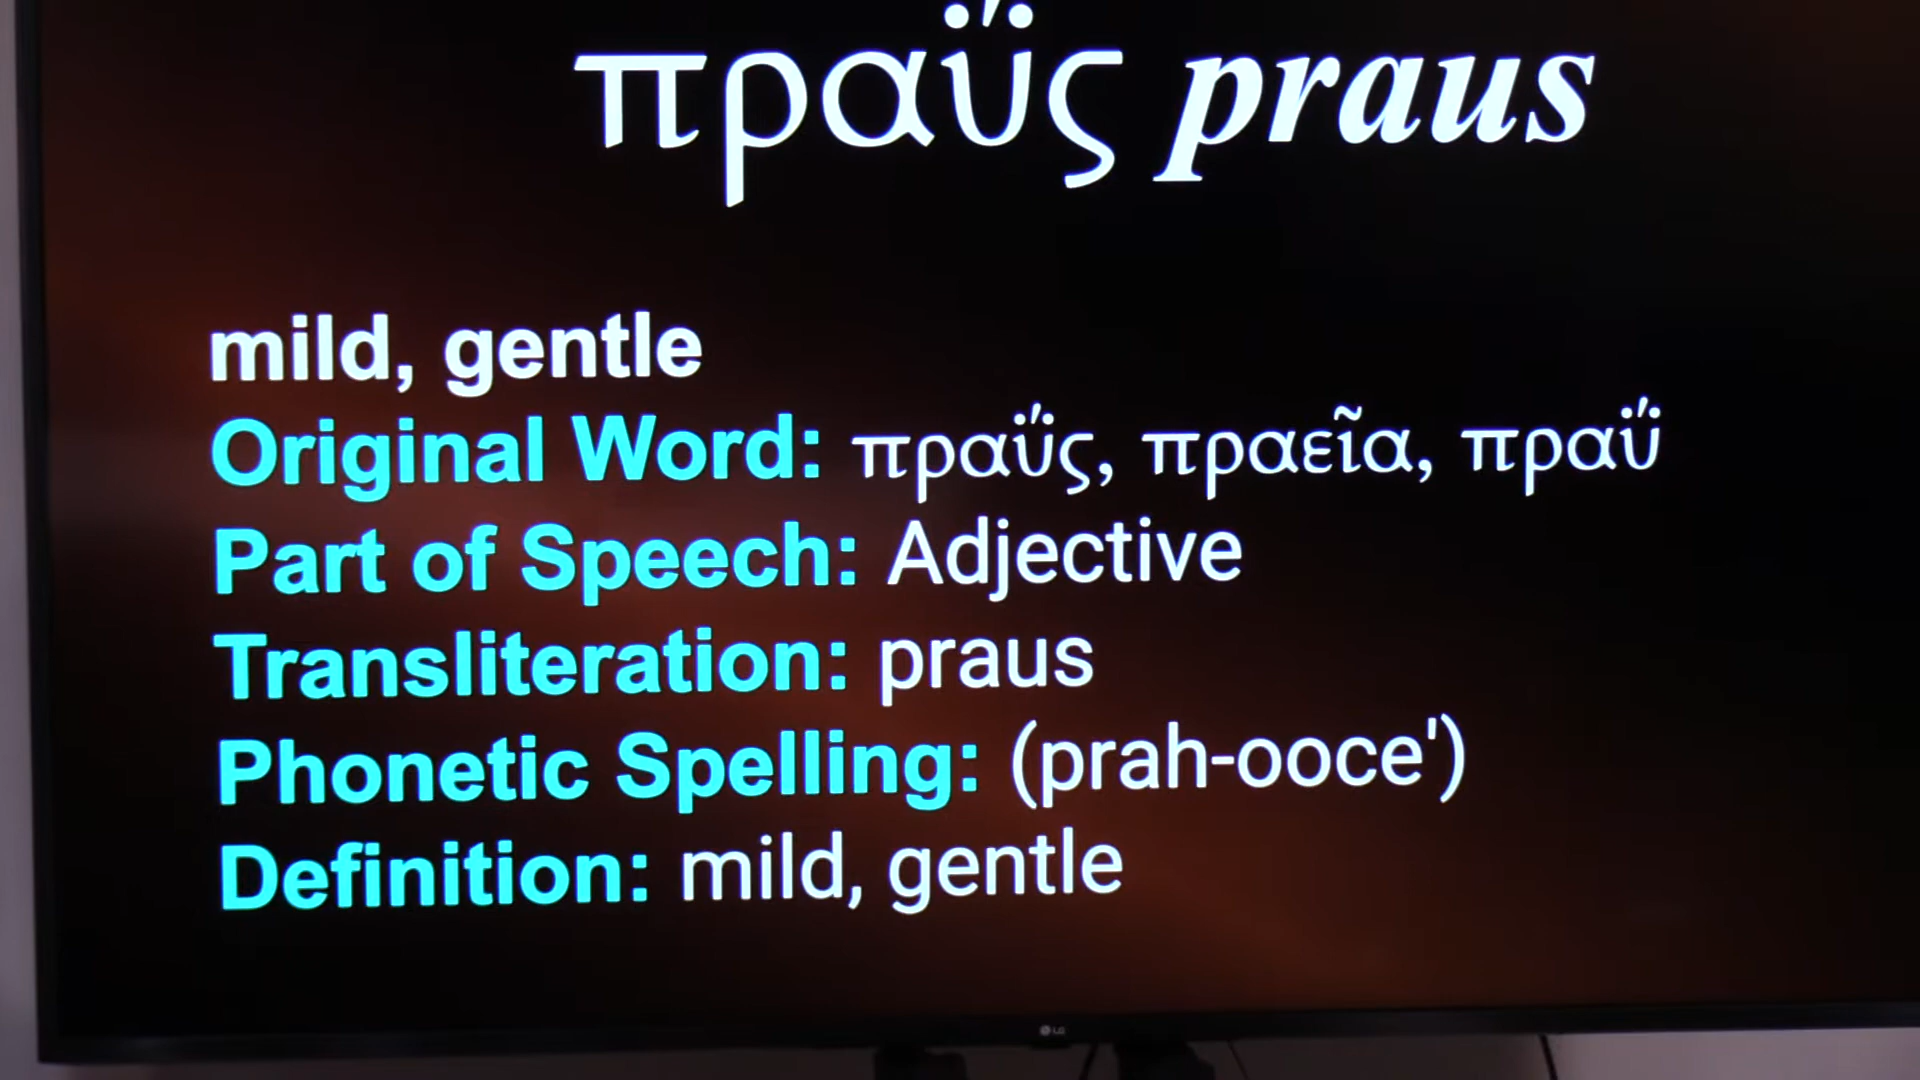 πραΰς praus
mild, gentle
Original Word: πραΰς, πραεῖα, πραΰ
Part of Speech: Adjective
Transliteration: praus
Phonetic Spelling: (prah-ooce')
Definition: mild, gentle
LG